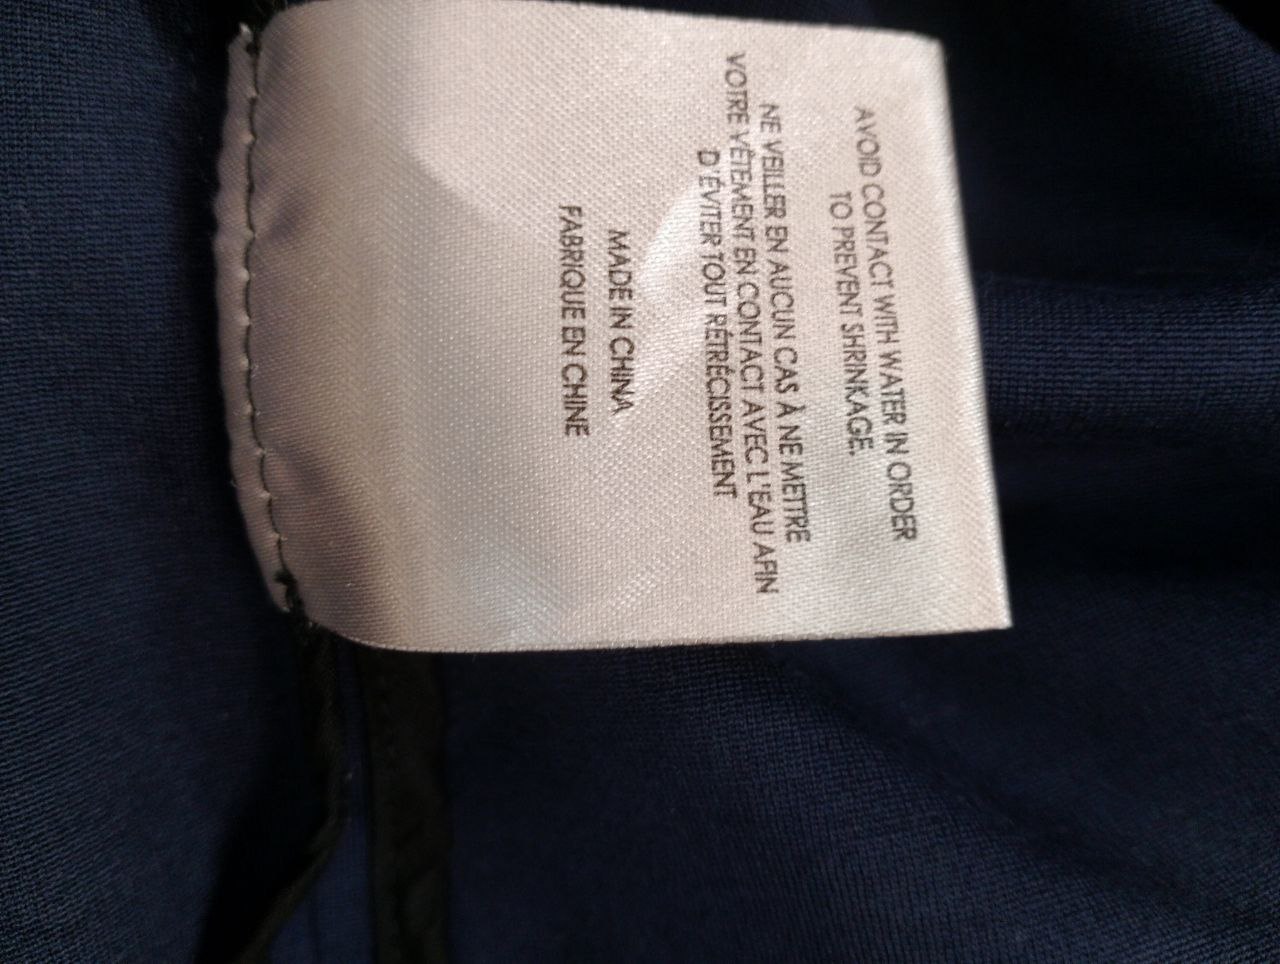 AVOID CONTACT WITH WATER IN ORDER
TO PREVENT SHRINKAGE.
NE VEILLER EN AUCUN CAS À NE METTRE
VOTRE VÊTEMENT EN CONTACT AVEC L'EAU AFIN
D'ÉVITER TOUT RÉTRÉCISSEMENT
MADE IN CHINA
FABRIQUE EN CHINE